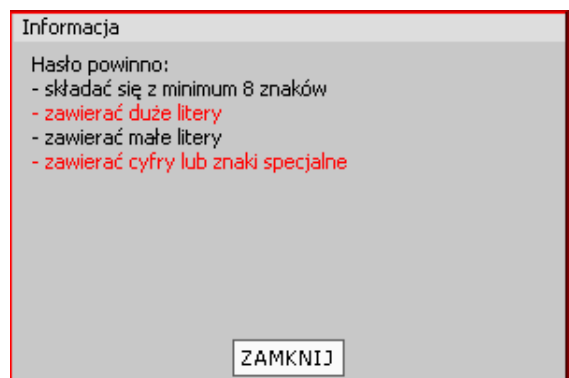 Informacja
Hasło powinno:
- składać się z minimum 8 znaków
- zawierać duże litery
- zawierać małe litery
- zawierać cyfry lub znaki specjalne
ZAMKNIJ